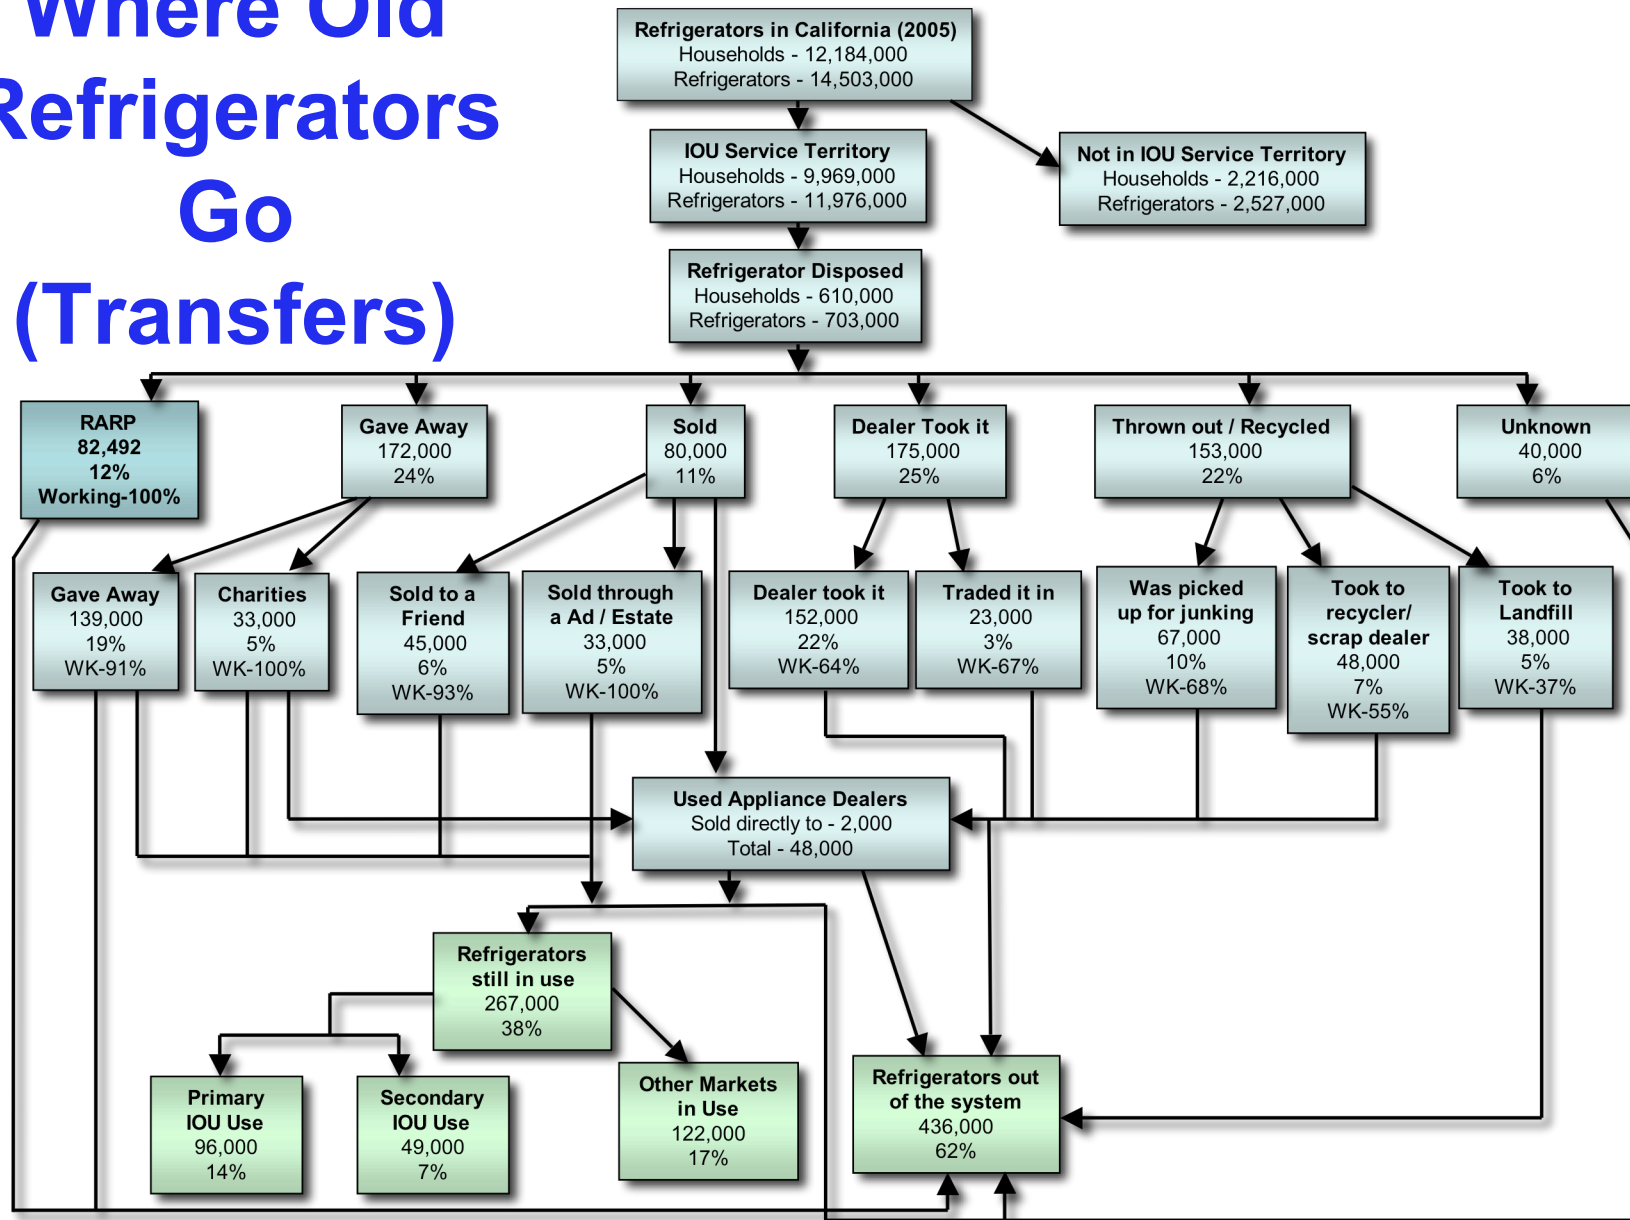 Where Old
Refrigerators
Go
(Transfers)
Refrigerators in California (2005)
Households - 12,184,000
Refrigerators - 14,503,000
IOU Service Territory
Households - 9,969,000
Refrigerators - 11,976,000
Not in IOU Service Territory
Households - 2,216,000
Refrigerators - 2,527,000
Refrigerator Disposed
Households - 610,000
Refrigerators - 703,000
RARP
82,492
12%
Working-100%
Gave Away
172,000
24%
Sold
80,000
11%
Dealer Took it
175,000
25%
Thrown out / Recycled
153,000
22%
Unknown
40,000
6%
Gave Away
139,000
19%
WK-91%
Charities
33,000
5%
WK-100%
Sold to a
Friend
45,000
6%
WK-93%
Sold through
a Ad / Estate
33,000
5%
WK-100%
Dealer took it
152,000
22%
WK-64%
Traded it in
23,000
3%
WK-67%
Was picked
up for junking
67,000
10%
WK-68%
Took to
recycler/
scrap dealer
48,000
7%
WK-55%
Took to
Landfill
38,000
5%
WK-37%
Used Appliance Dealers
Sold directly to - 2,000
Total - 48,000
Refrigerators
still in use
267,000
38%
Primary
IOU Use
96,000
14%
Secondary
IOU Use
49,000
7%
Other Markets
in Use
122,000
17%
Refrigerators out
of the system
436,000
62%